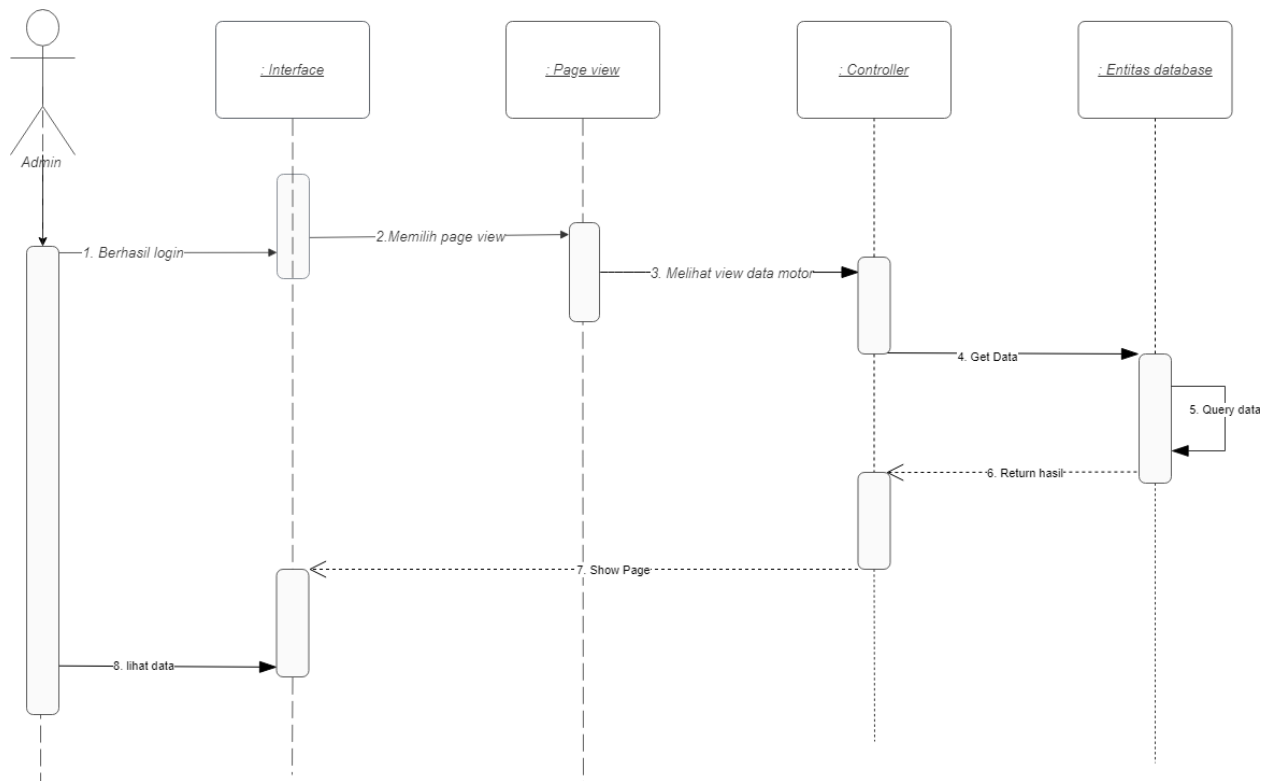 : Interface
: Page view
: Controller
: Entitas database
Admin
1. Berhasil login
2.Memilih page view
3. Melihat view data motor
4. Get Data
5. Query data
6. Return hasil
7. Show Page
8. lihat data